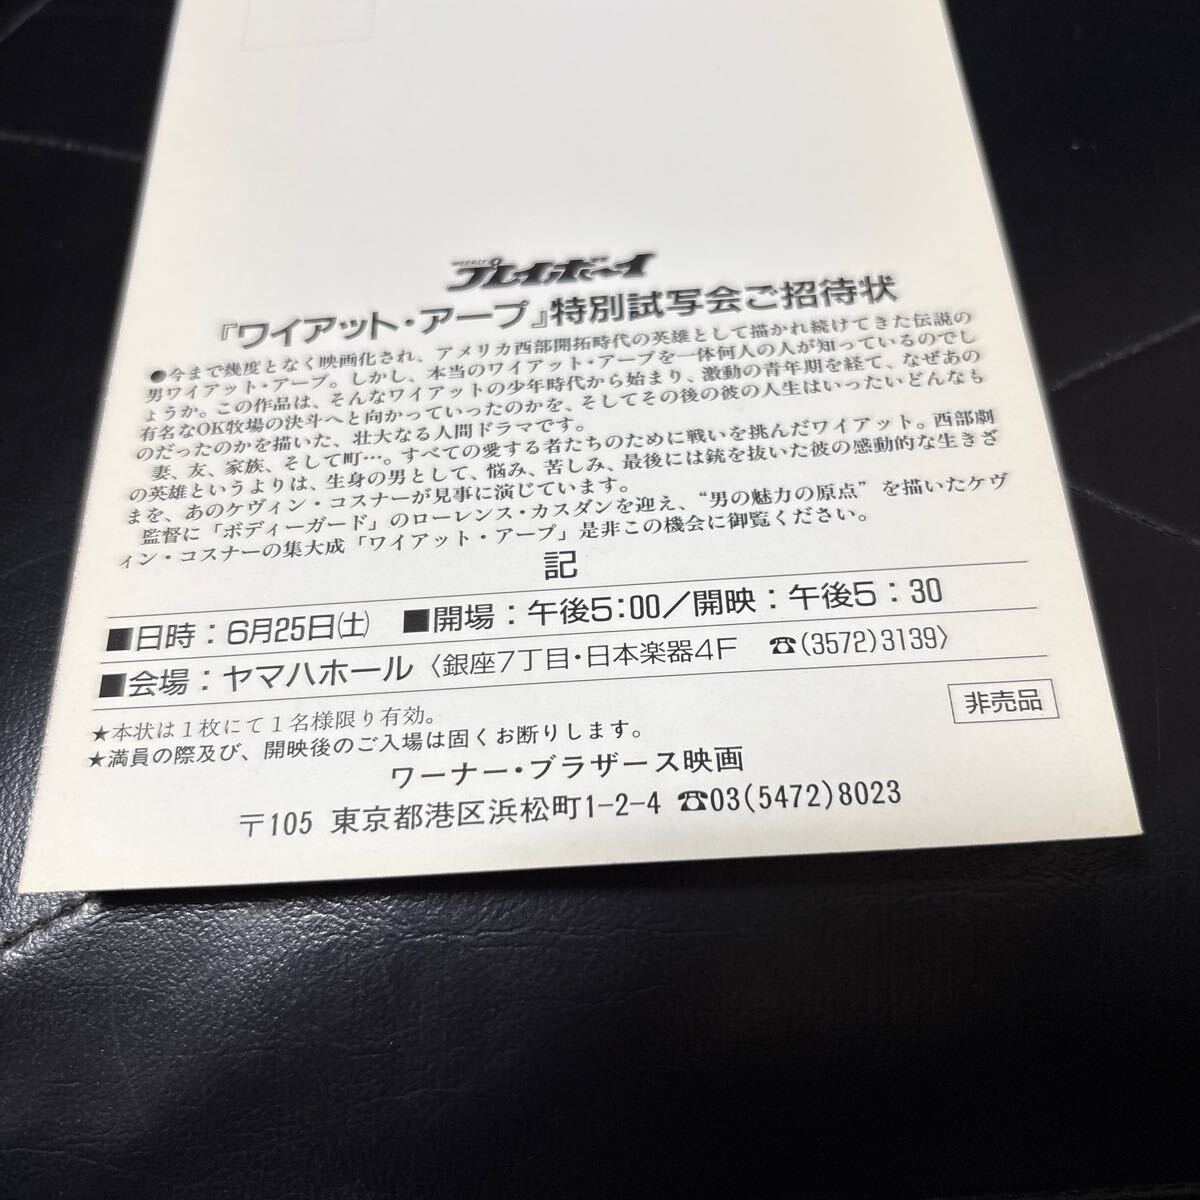 WEEKLY プレイボーイ
『ワイアット・アープ』特別試写会ご招待状
●今まで幾度となく映画化され、アメリカ西部開拓時代の英雄として描かれ続けてきた伝説の
男ワイアット・アープ。しかし、本当のワイアット・アープを一体何人の人が知っているのでし
ょうか。この作品は、そんなワイアットの少年時代から始まり、激動の青年期を経て、なぜあの
有名なOK牧場の決斗へと向かっていったのかを、そしてその後の彼の人生はいったいどんなも
のだったのかを描いた、壮大なる人間ドラマです。
妻、友、家族、そして町…。すべての愛する者たちのために戦いを挑んだワイアット。西部劇
の英雄というよりは、生身の男として、悩み、苦しみ、最後には銃を抜いた彼の感動的な生きざ
まを、あのケヴィン・コスナーが見事に演じています。
監督に「ボディーガード」のローレンス・カスダンを迎え、“男の魅力の原点”を描いたケヴ
ィン・コスナーの集大成「ワイアット・アープ」是非この機会に御覧ください。
記
■日時：6月25日(土) ■開場：午後5:00／開映：午後5：30
■会場：ヤマハホール〈銀座7丁目・日本楽器4F ☎(3572)3139〉
★本状は1枚にて1名様限り有効。
非売品
★満員の際及び、開映後のご入場は固くお断りします。
ワーナー・ブラザース映画
〒105 東京都港区浜松町1-2-4 ☎03(5472)8023